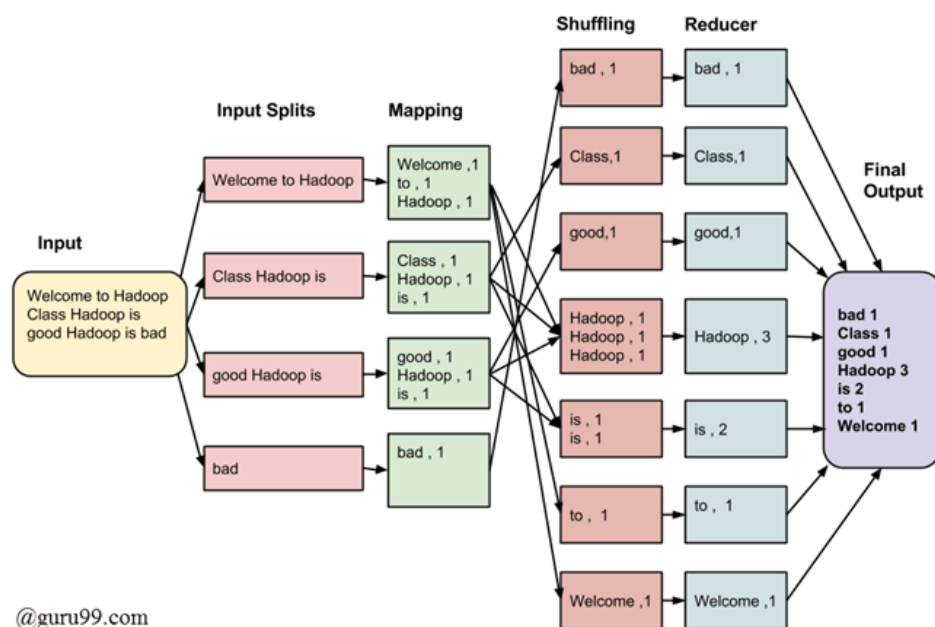 Shuffling
Reducer
Input Splits
Mapping
Final
Output
Input
Welcome to Hadoop
Class Hadoop is
good Hadoop is bad
Welcome to Hadoop
Class Hadoop is
good Hadoop is
bad
Welcome ,1
to , 1
Hadoop , 1
Class , 1
Hadoop , 1
is , 1
good , 1
Hadoop , 1
is , 1
bad , 1
bad , 1
Class,1
good,1
Hadoop , 1
Hadoop , 1
Hadoop , 1
is , 1
is , 1
to , 1
Welcome ,1
bad , 1
Class,1
good,1
Hadoop , 3
is , 2
to , 1
Welcome ,1
bad 1
Class 1
good 1
Hadoop 3
is 2
to 1
Welcome 1
@guru99.com